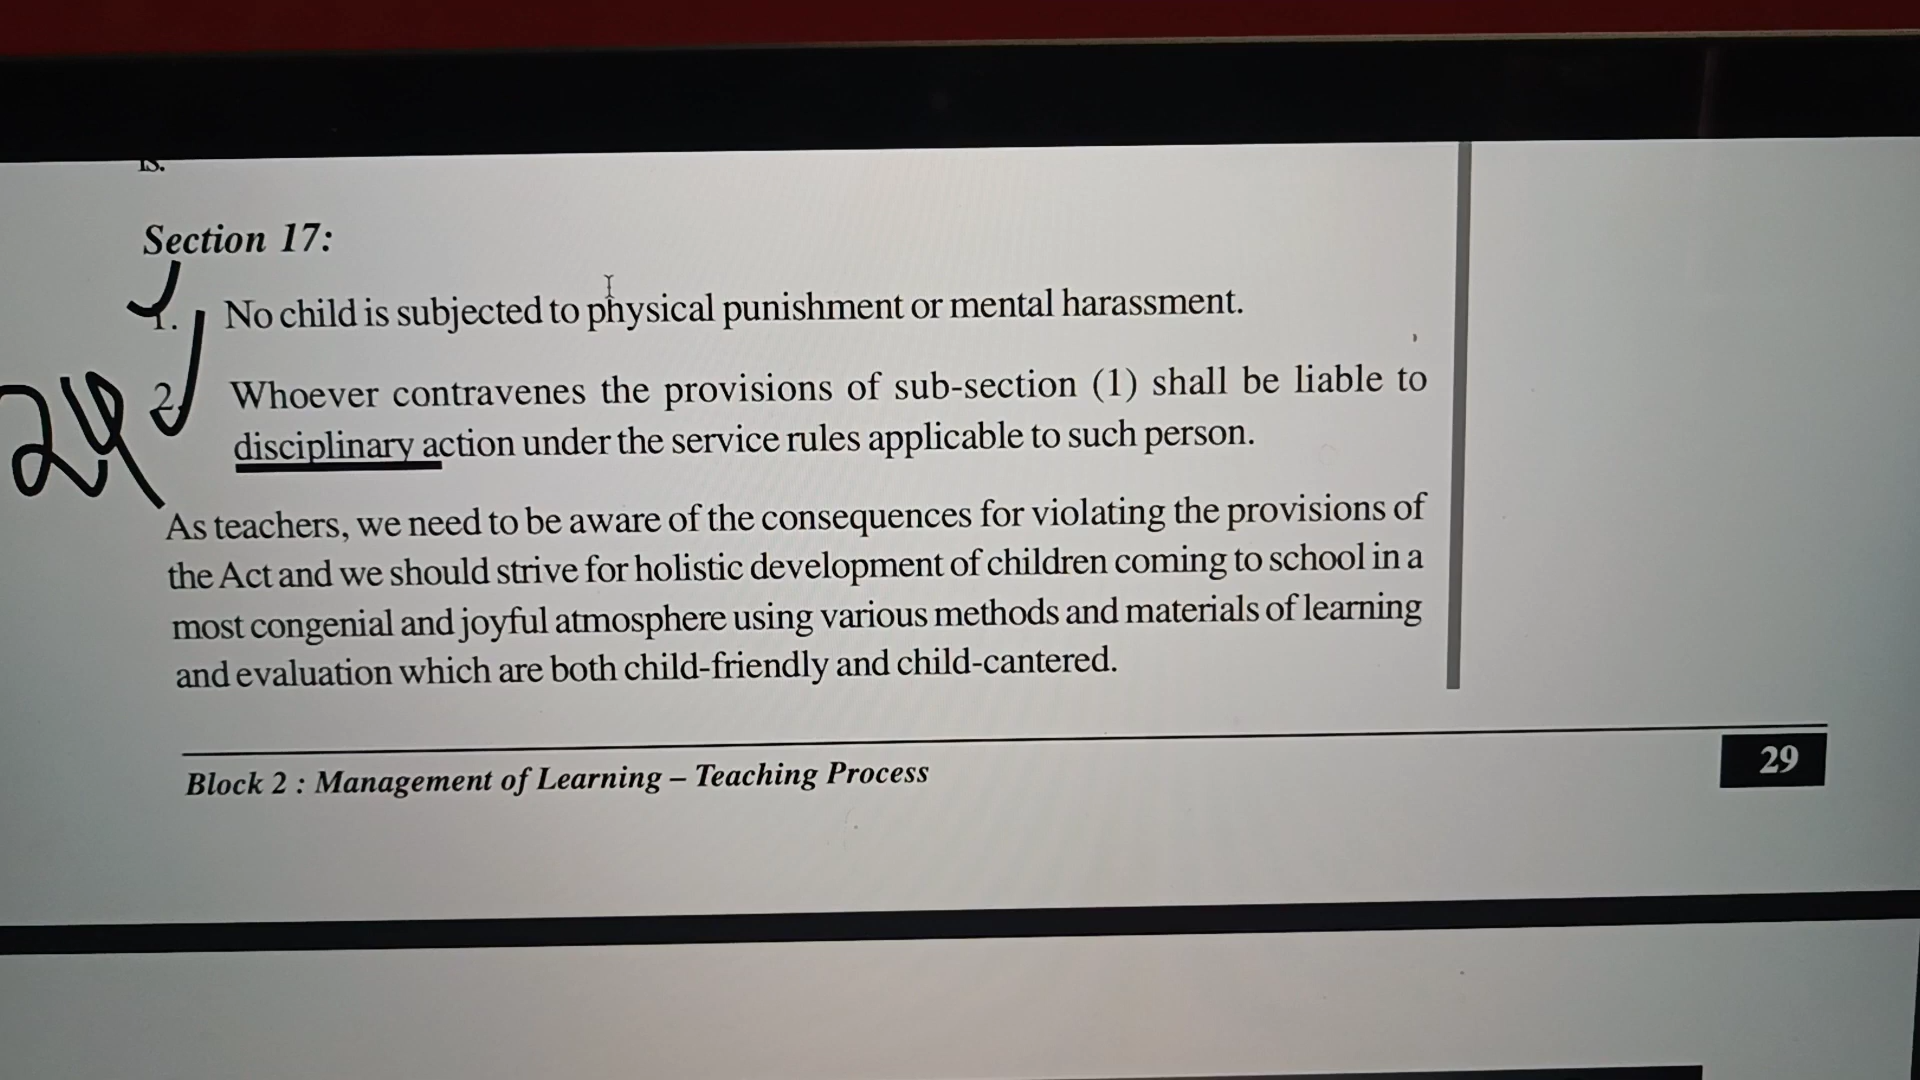 Section 17:
1. No child is subjected to physical punishment or mental harassment.
24 2. Whoever contravenes the provisions of sub-section (1) shall be liable to
disciplinary action under the service rules applicable to such person.
As teachers, we need to be aware of the consequences for violating the provisions of
the Act and we should strive for holistic development of children coming to school in a
most congenial and joyful atmosphere using various methods and materials of learning
and evaluation which are both child-friendly and child-cantered.
Block 2 : Management of Learning – Teaching Process
29